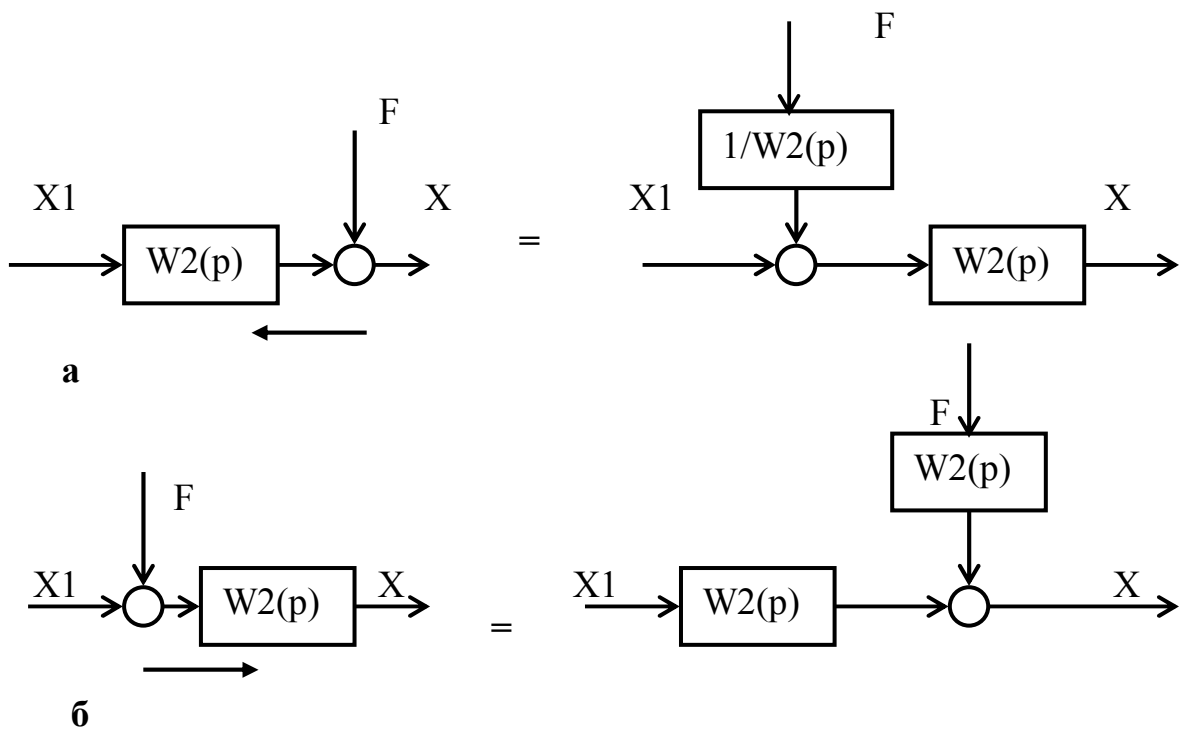 F
F
1/W2(p)
X1
X
X1
X
W2(p)
=
W2(p)
а
F
W2(p)
F
X1
W2(p)
X
X1
W2(p)
X
=
б